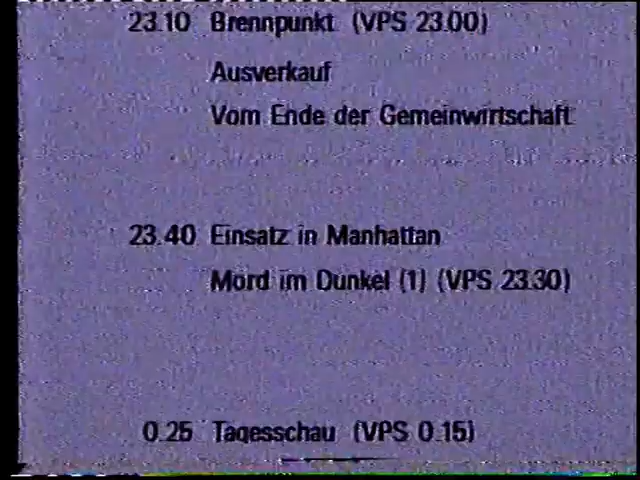 23.10 Brennpunkt (VPS 23.00)
Ausverkauf
Vom Ende der Gemeinwirtschaft
23.40 Einsatz in Manhattan
Mord im Dunkel (1) (VPS 23.30)
0.25 Tagesschau (VPS 0.15)